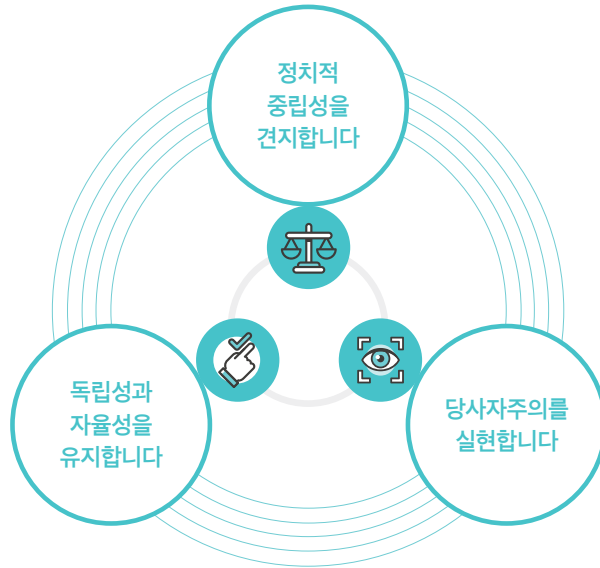 정치적
중립성을
견지합니다
독립성과
자율성을
유지합니다
당사자주의를
실현합니다